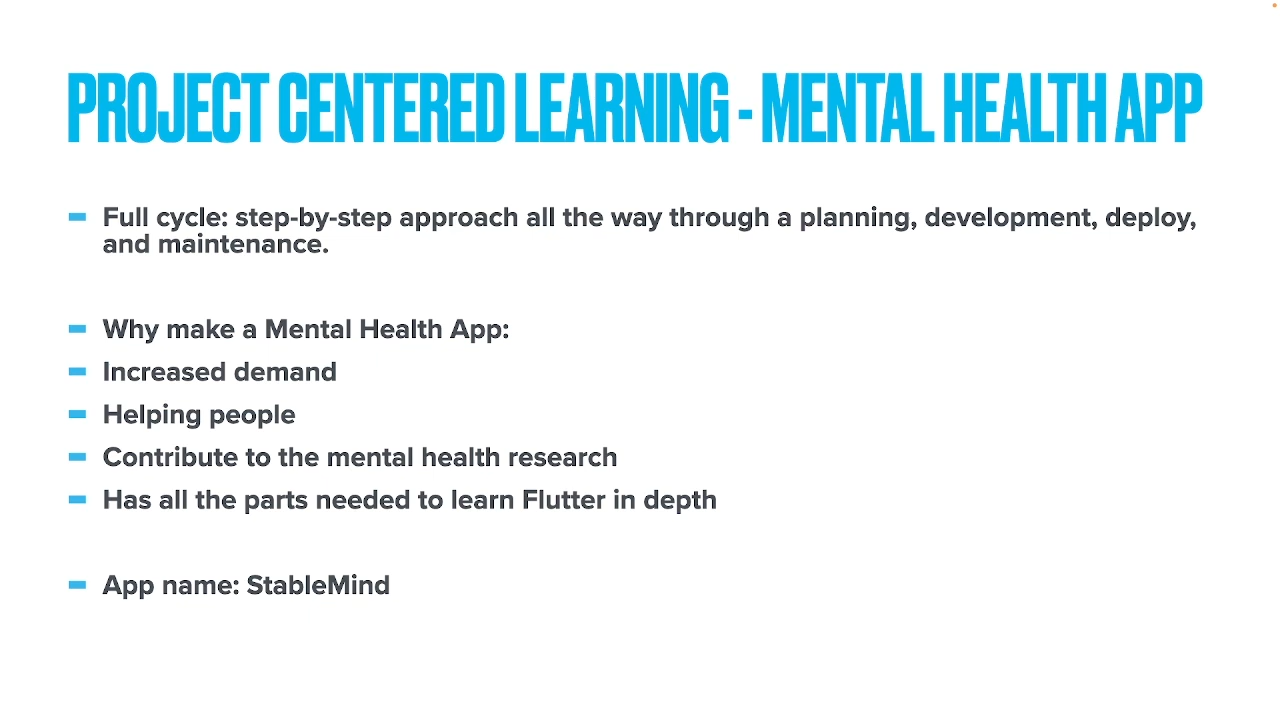 PROJECT CENTERED LEARNING - MENTAL HEALTH APP
Full cycle: step-by-step approach all the way through a planning, development, deploy,
and maintenance.
Why make a Mental Health App:
Increased demand
Helping people
Contribute to the mental health research
Has all the parts needed to learn Flutter in depth
App name: StableMind